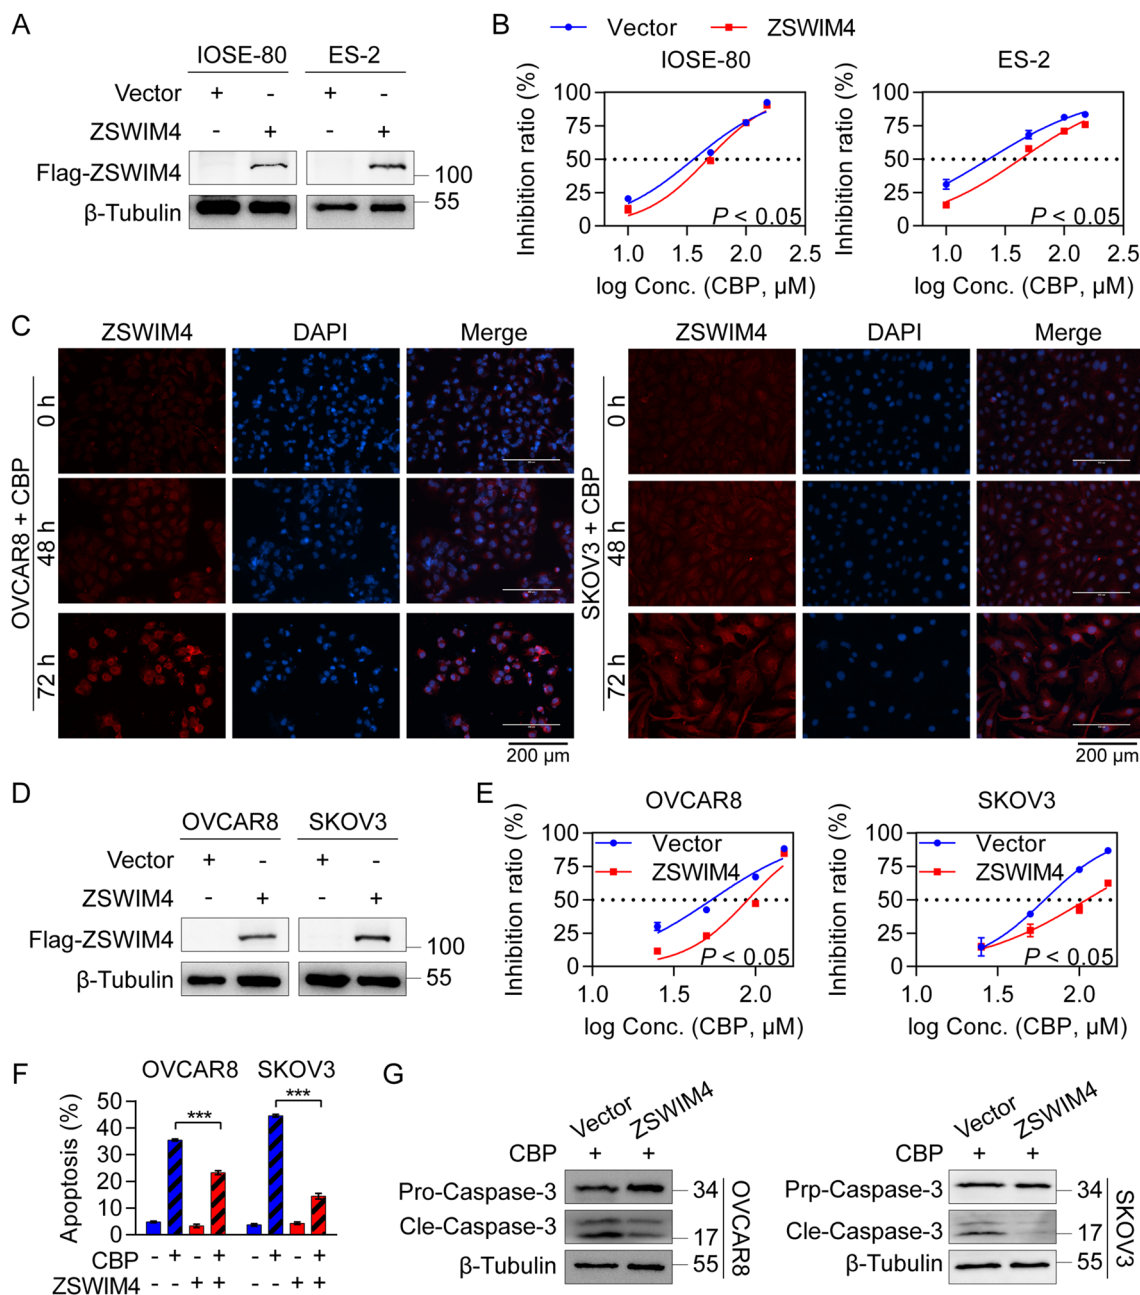 A
IOSE-80 ES-2
Vector + - + -
ZSWIM4 - + - +
Flag-ZSWIM4 100
β-Tubulin 55
B
Vector ZSWIM4
IOSE-80
Inhibition ratio (%)
100
75
50
25
0
P < 0.05
1.0 1.5 2.0 2.5
log Conc. (CBP, μM)
ES-2
Inhibition ratio (%)
100
75
50
25
0
P < 0.05
1.0 1.5 2.0 2.5
log Conc. (CBP, μM)
C
ZSWIM4 DAPI Merge
OVCAR8 + CBP
0 h
48 h
72 h
200 μm
ZSWIM4 DAPI Merge
SKOV3 + CBP
0 h
48 h
72 h
200 μm
D
OVCAR8 SKOV3
Vector + - + -
ZSWIM4 - + - +
Flag-ZSWIM4 100
β-Tubulin 55
E
OVCAR8
Inhibition ratio (%)
100
75
50
25
0
Vector
ZSWIM4
P < 0.05
1.0 1.5 2.0
log Conc. (CBP, μM)
SKOV3
Inhibition ratio (%)
100
75
50
25
0
Vector
ZSWIM4
P < 0.05
1.0 1.5 2.0
log Conc. (CBP, μM)
F
OVCAR8 SKOV3
Apoptosis (%)
50
40
30
20
10
0
*** ***
CBP - + - + - + - +
ZSWIM4 - - + + - - + +
G
Vector ZSWIM4
CBP + +
Pro-Caspase-3 34
Cle-Caspase-3 17
β-Tubulin 55
OVCAR8
Vector ZSWIM4
CBP + +
Prp-Caspase-3 34
Cle-Caspase-3 17
β-Tubulin 55
SKOV3